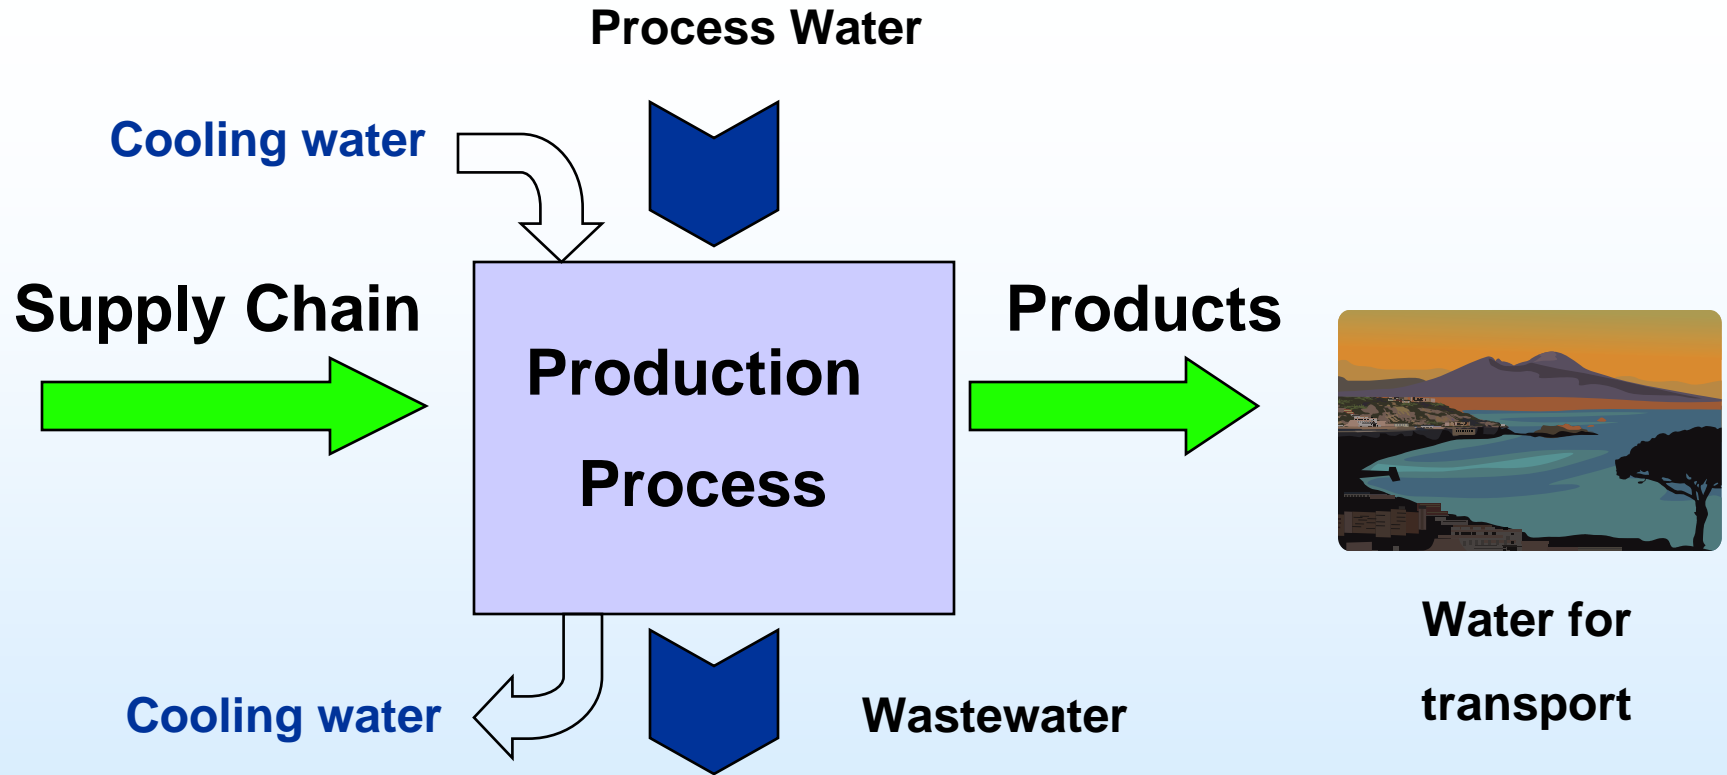 Process Water
Cooling water
Supply Chain
Products
Production
Process
Water for
transport
Cooling water
Wastewater